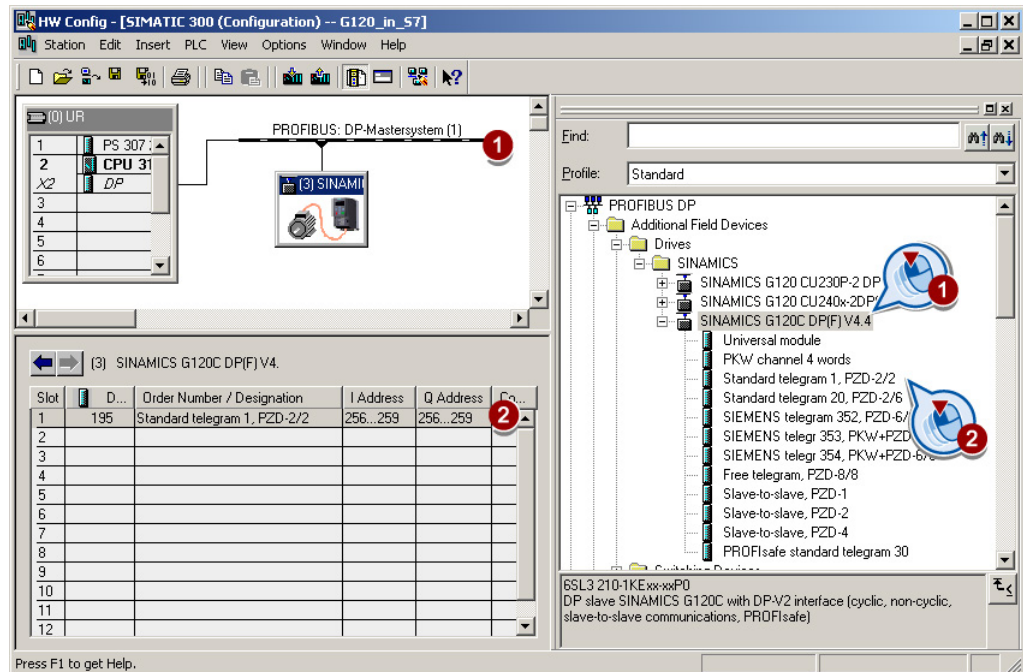 HW Config - [SIMATIC 300 (Configuration) -- G120_in_S7]
Station Edit Insert PLC View Options Window Help
(0) UR
1 PS 307
2 CPU 31
X2 DP
3
4
5
6
PROFIBUS: DP-Mastersystem (1)
1
(3) SINAMI
(3) SINAMICS G120C DP(F) V4.
Slot D... Order Number / Designation I Address Q Address Co...
1 195 Standard telegram 1, PZD-2/2 256...259 256...259
2
2
3
4
5
6
7
8
9
10
11
12
Find:
Profile: Standard
PROFIBUS DP
Additional Field Devices
Drives
SINAMICS
SINAMICS G120 CU230P-2 DP
SINAMICS G120 CU240x-2DP
SINAMICS G120C DP(F) V4.4
1
Universal module
PKW channel 4 words
Standard telegram 1, PZD-2/2
Standard telegram 20, PZD-2/6
SIEMENS telegram 352, PZD-6/
SIEMENS telegr 353, PKW+PZD
2
SIEMENS telegr 354, PKW+PZD-6/
Free telegram, PZD-8/8
Slave-to-slave, PZD-1
Slave-to-slave, PZD-2
Slave-to-slave, PZD-4
PROFIsafe standard telegram 30
6SL3 210-1KExx-xxP0
DP slave SINAMICS G120C with DP-V2 interface (cyclic, non-cyclic,
slave-to-slave communications, PROFIsafe)
Press F1 to get Help.